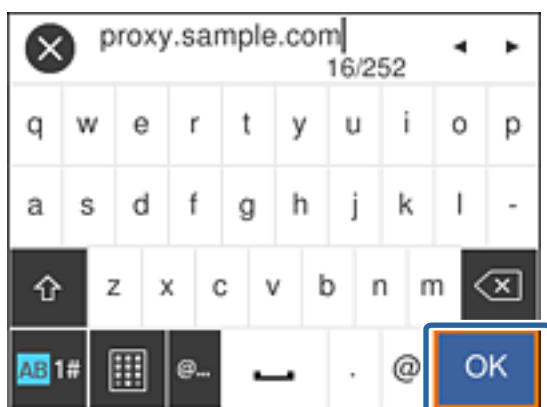 proxy.sample.com
16/252
q w e r t y u i o p
a s d f g h j k l -
z x c v b n m
AB 1# @... . @ OK